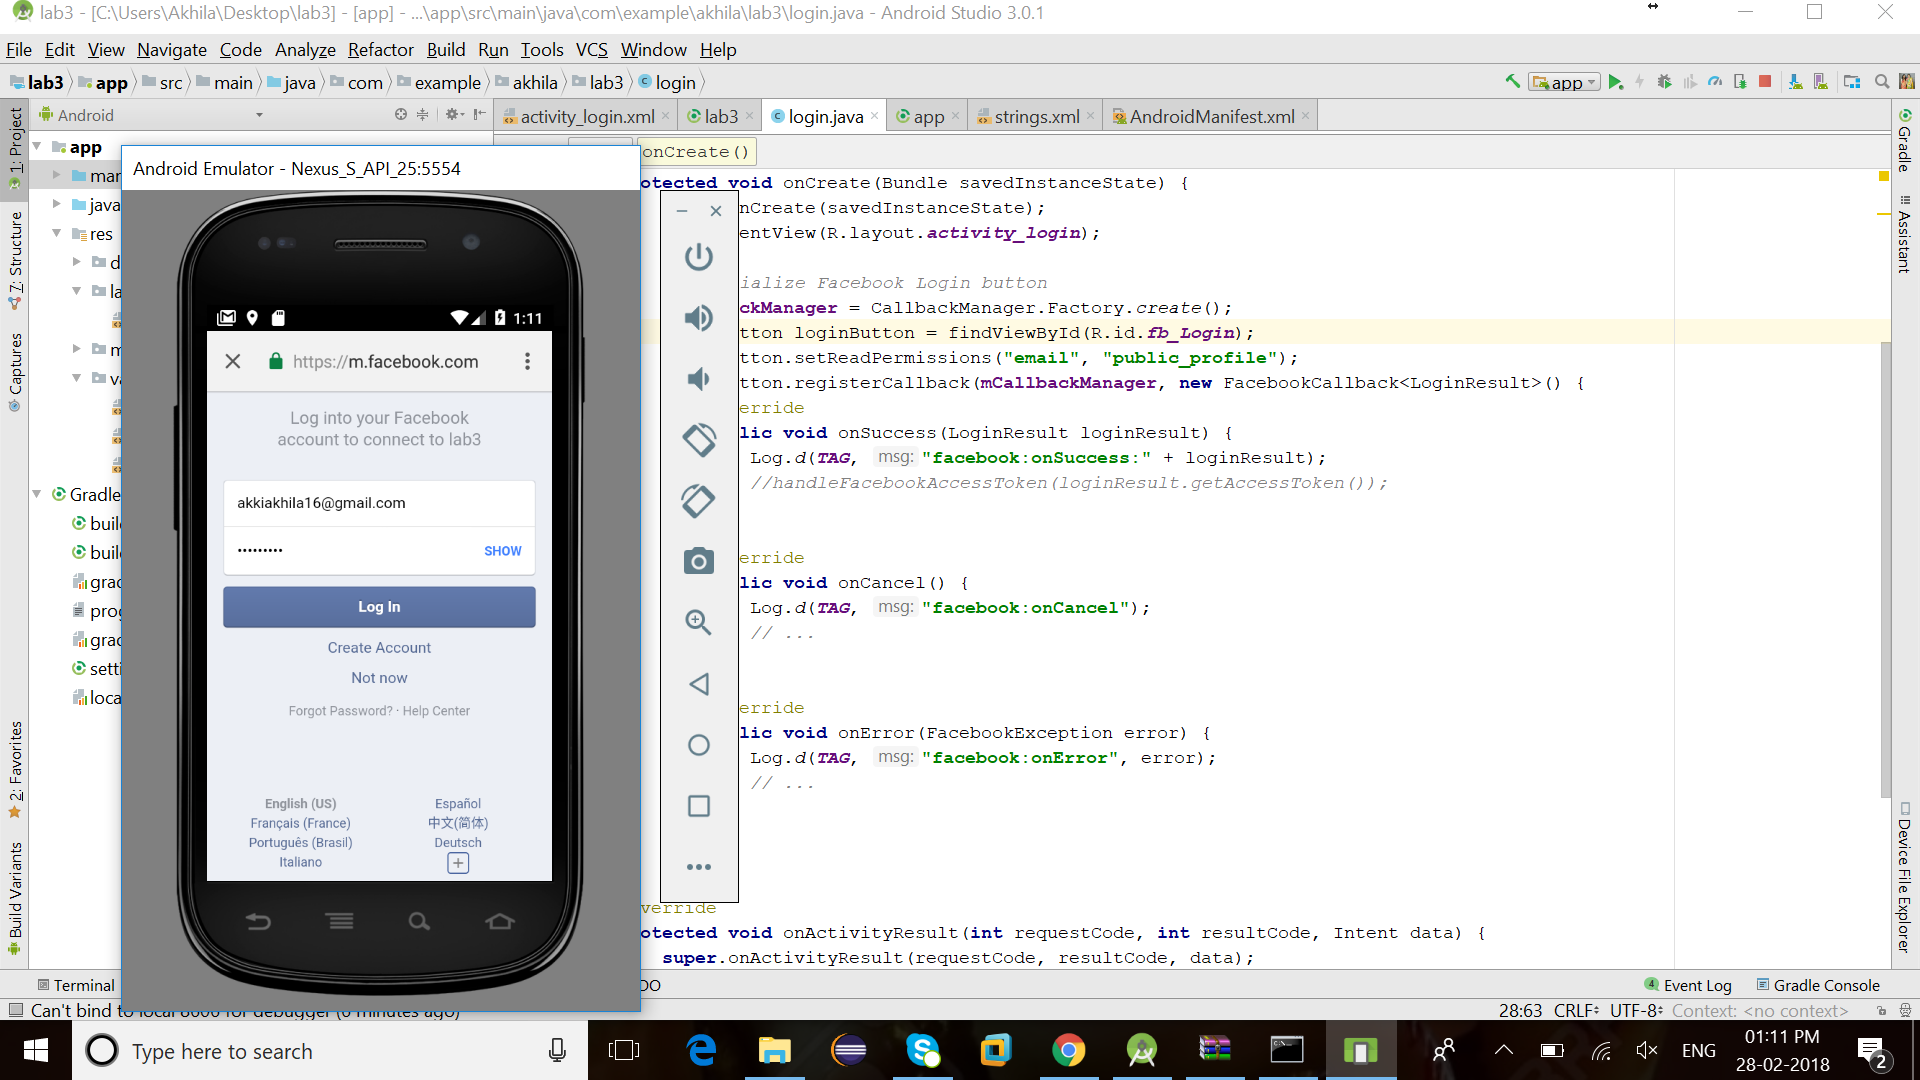 lab3 - [C:\Users\Akhila\Desktop\lab3] - [app] - ...\app\src\main\java\com\example\akhila\lab3\login.java - Android Studio 3.0.1
File Edit View Navigate Code Analyze Refactor Build Run Tools VCS Window Help
lab3 app src main java com example akhila lab3 login
app
Android
activity_login.xml lab3 login.java app strings.xml AndroidManifest.xml
1: Project
7: Structure
Captures
2: Favorites
Build Variants
app
mar
java
res
d
la
m
va
Gradle
build
build
grad
prog
grad
setti
loca
Android Emulator - Nexus_S_API_25:5554
1:11
https://m.facebook.com
Log into your Facebook
account to connect to lab3
akkiakhila16@gmail.com
••••••••• SHOW
Log In
Create Account
Not now
Forgot Password? · Help Center
English (US) Español
Français (France) 中文(简体)
Português (Brasil) Deutsch
Italiano
onCreate()
otected void onCreate(Bundle savedInstanceState) {
nCreate(savedInstanceState);
entView(R.layout.activity_login);
ialize Facebook Login button
ckManager = CallbackManager.Factory.create();
tton loginButton = findViewById(R.id.fb_Login);
tton.setReadPermissions("email", "public_profile");
tton.registerCallback(mCallbackManager, new FacebookCallback<LoginResult>() {
erride
lic void onSuccess(LoginResult loginResult) {
Log.d(TAG, msg: "facebook:onSuccess:" + loginResult);
//handleFacebookAccessToken(loginResult.getAccessToken());
erride
lic void onCancel() {
Log.d(TAG, msg: "facebook:onCancel");
// ...
erride
lic void onError(FacebookException error) {
Log.d(TAG, msg: "facebook:onError", error);
// ...
verride
otected void onActivityResult(int requestCode, int resultCode, Intent data) {
super.onActivityResult(requestCode, resultCode, data);
Gradle
Assistant
Device File Explorer
Terminal DO 4 Event Log Gradle Console
Can't bind to local 8600 for debugger (6 minutes ago) 28:63 CRLF UTF-8 Context: <no context>
Type here to search
ENG
01:11 PM
28-02-2018
2